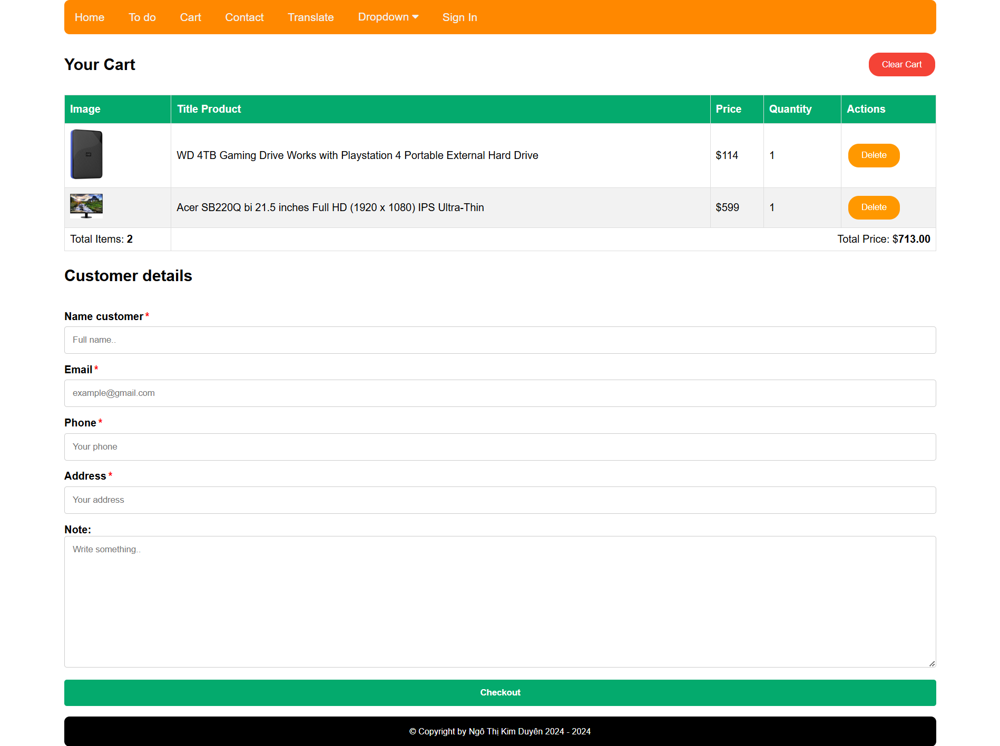 Home To do Cart Contact Translate Dropdown Sign In
Your Cart Clear Cart
Image Title Product Price Quantity Actions
WD 4TB Gaming Drive Works with Playstation 4 Portable External Hard Drive $114 1 Delete
Acer SB220Q bi 21.5 inches Full HD (1920 x 1080) IPS Ultra-Thin $599 1 Delete
Total Items: 2 Total Price: $713.00
Customer details
Name customer *
Full name..
Email *
example@gmail.com
Phone *
Your phone
Address *
Your address
Note:
Write something..
Checkout
© Copyright by Ngô Thị Kim Duyên 2024 - 2024